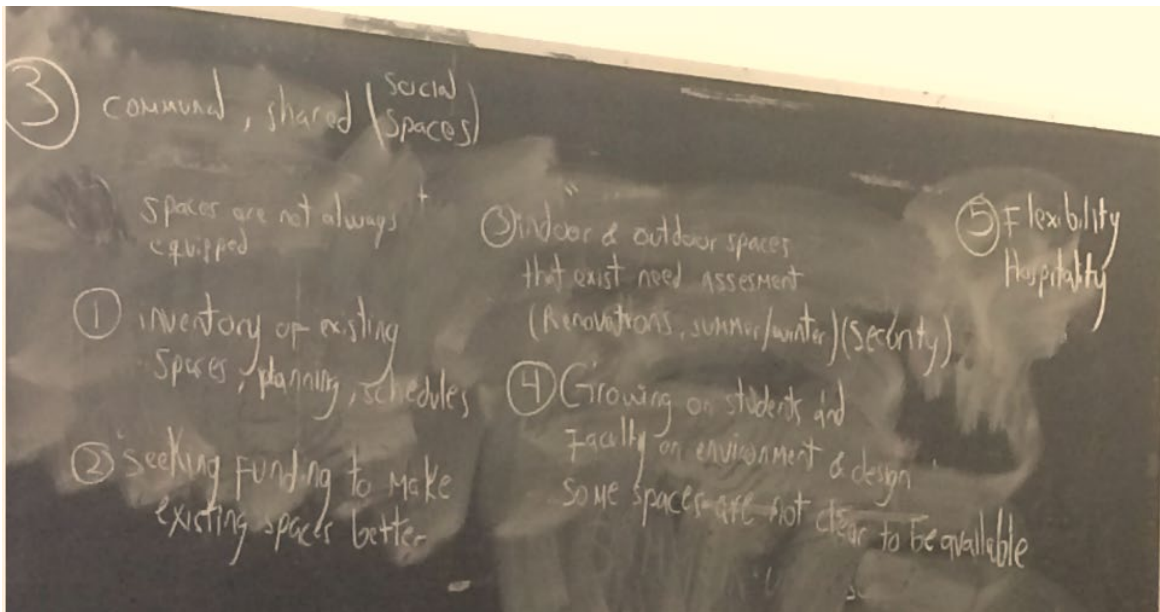 3 communal, shared (social
spaces)
spaces are not always
equipped
1 inventory of existing
spaces, planning, schedules
2 Seeking Funding to make
existing spaces better
3 indoor & outdoor spaces
that exist need assesment
(Renovations, summer/winter) (security)
4 Growing on students and
Faculty on environment & design
Some spaces are not clear to be available
5 Flexibility
Hospitality